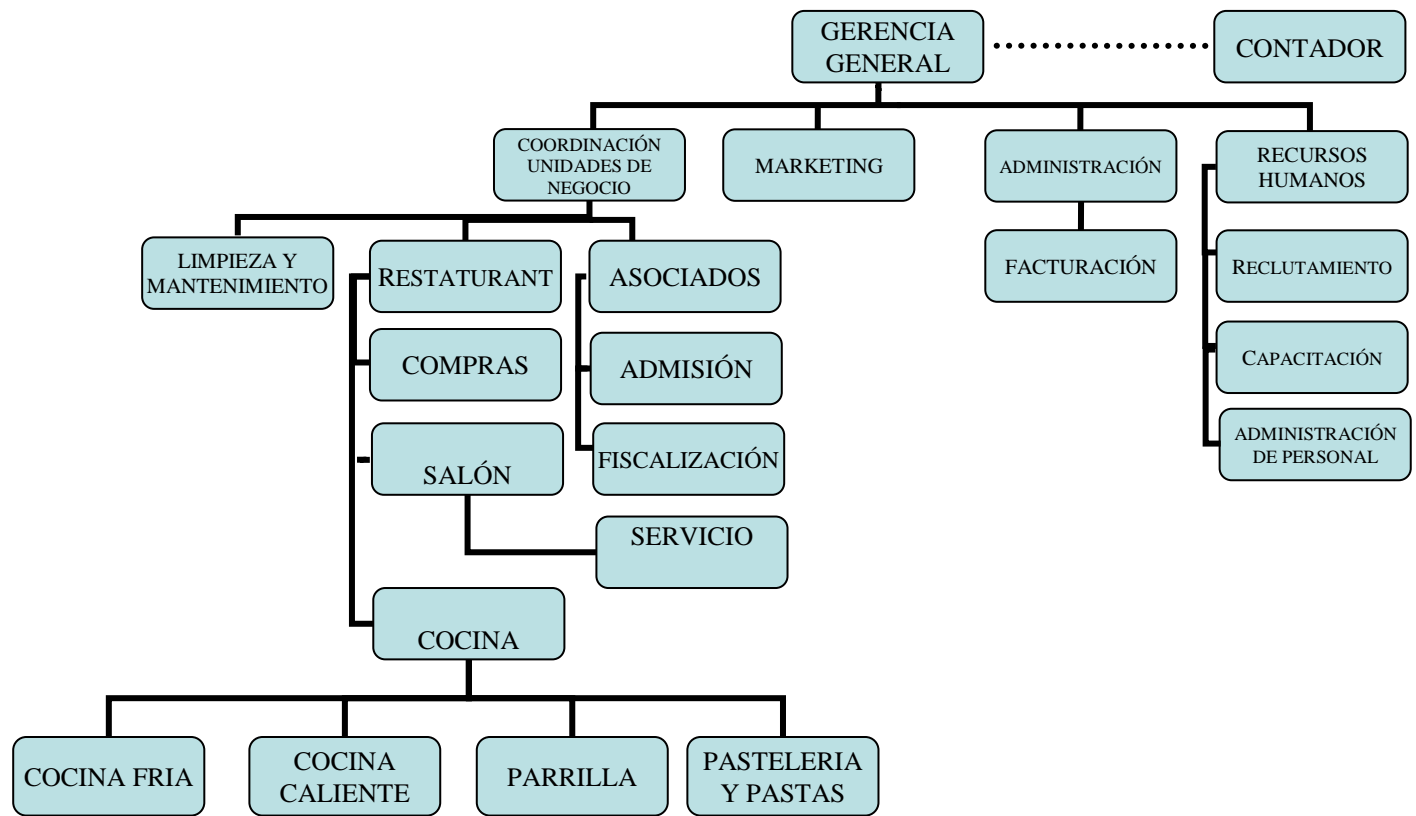 GERENCIA
GENERAL
CONTADOR
COORDINACIÓN
UNIDADES DE
NEGOCIO
MARKETING
ADMINISTRACIÓN
RECURSOS
HUMANOS
LIMPIEZA Y
MANTENIMIENTO
RESTATURANT
ASOCIADOS
FACTURACIÓN
RECLUTAMIENTO
COMPRAS
ADMISIÓN
CAPACITACIÓN
SALÓN
FISCALIZACIÓN
ADMINISTRACIÓN
DE PERSONAL
SERVICIO
COCINA
COCINA FRIA
COCINA
CALIENTE
PARRILLA
PASTELERIA
Y PASTAS